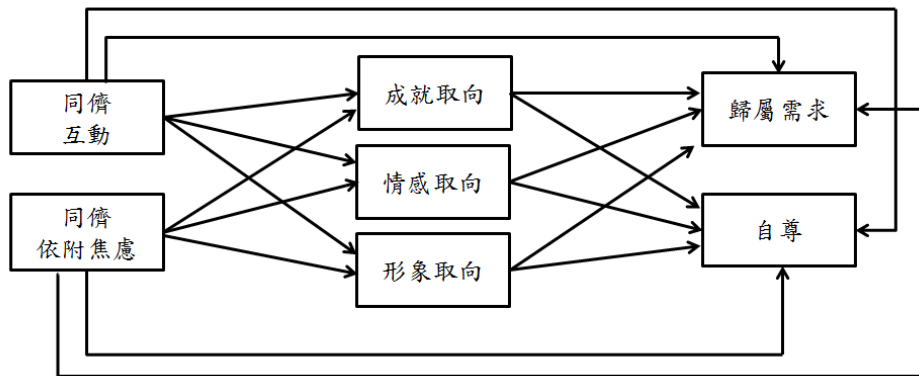 同儕
互動
成就取向
歸屬需求
情感取向
同儕
依附焦慮
自尊
形象取向